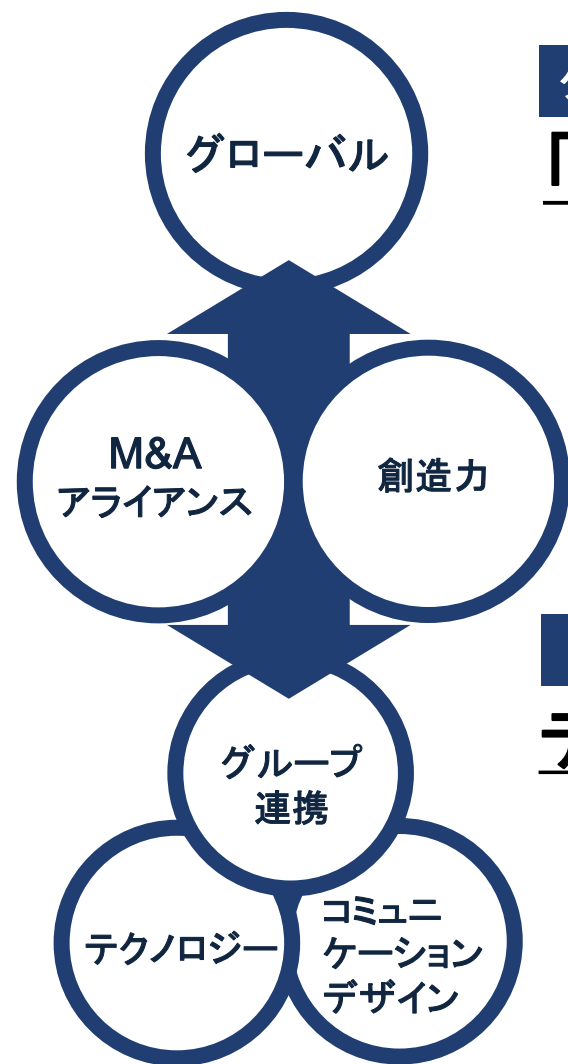 グローバル
M&A
アライアンス
創造力
グループ
連携
テクノロジー
コミュニ
ケーション
デザイン